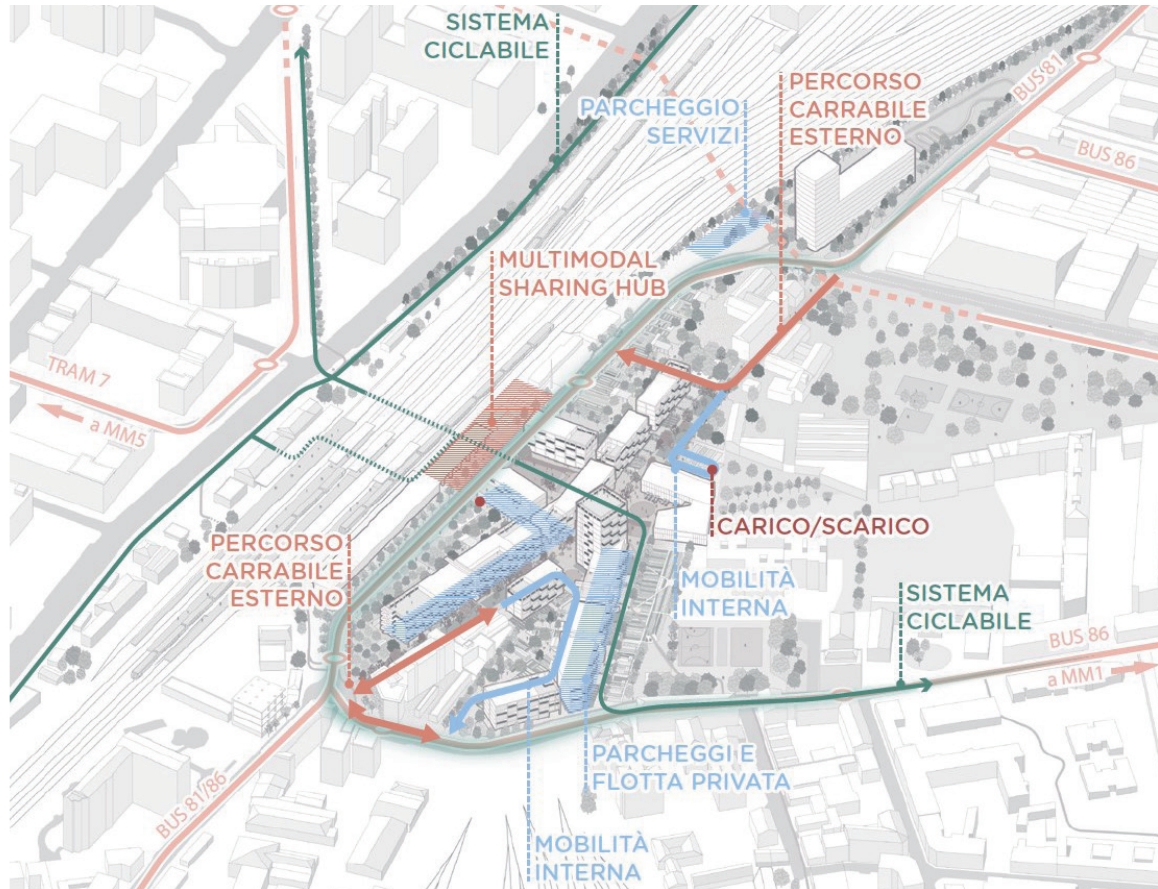 SISTEMA
CICLABILE
PERCORSO
CARRABILE
ESTERNO
BUS 81
PARCHEGGIO
SERVIZI
BUS 86
MULTIMODAL
SHARING HUB
TRAM 7
a MM5
CARICO/SCARICO
PERCORSO
CARRABILE
ESTERNO
MOBILITÀ
INTERNA
SISTEMA
CICLABILE
BUS 86
a MM1
PARCHEGGI E
FLOTTA PRIVATA
BUS 81/86
MOBILITÀ
INTERNA